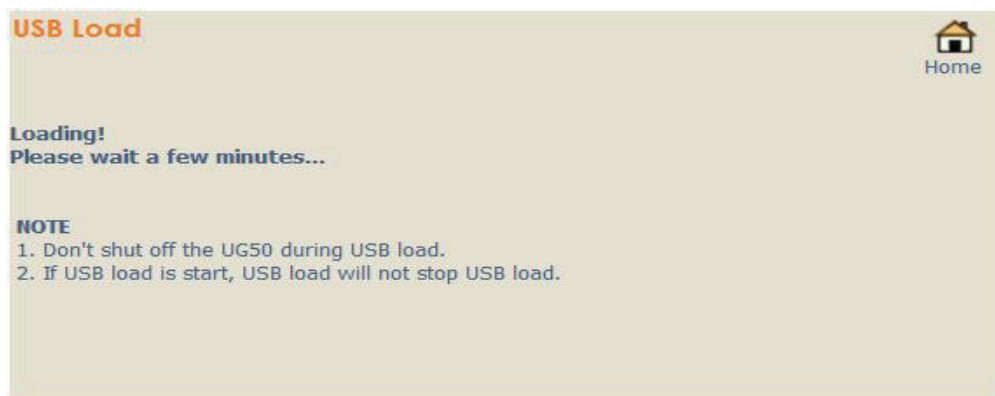 USB Load
Home
Loading!
Please wait a few minutes...
NOTE
1. Don't shut off the UG50 during USB load.
2. If USB load is start, USB load will not stop USB load.